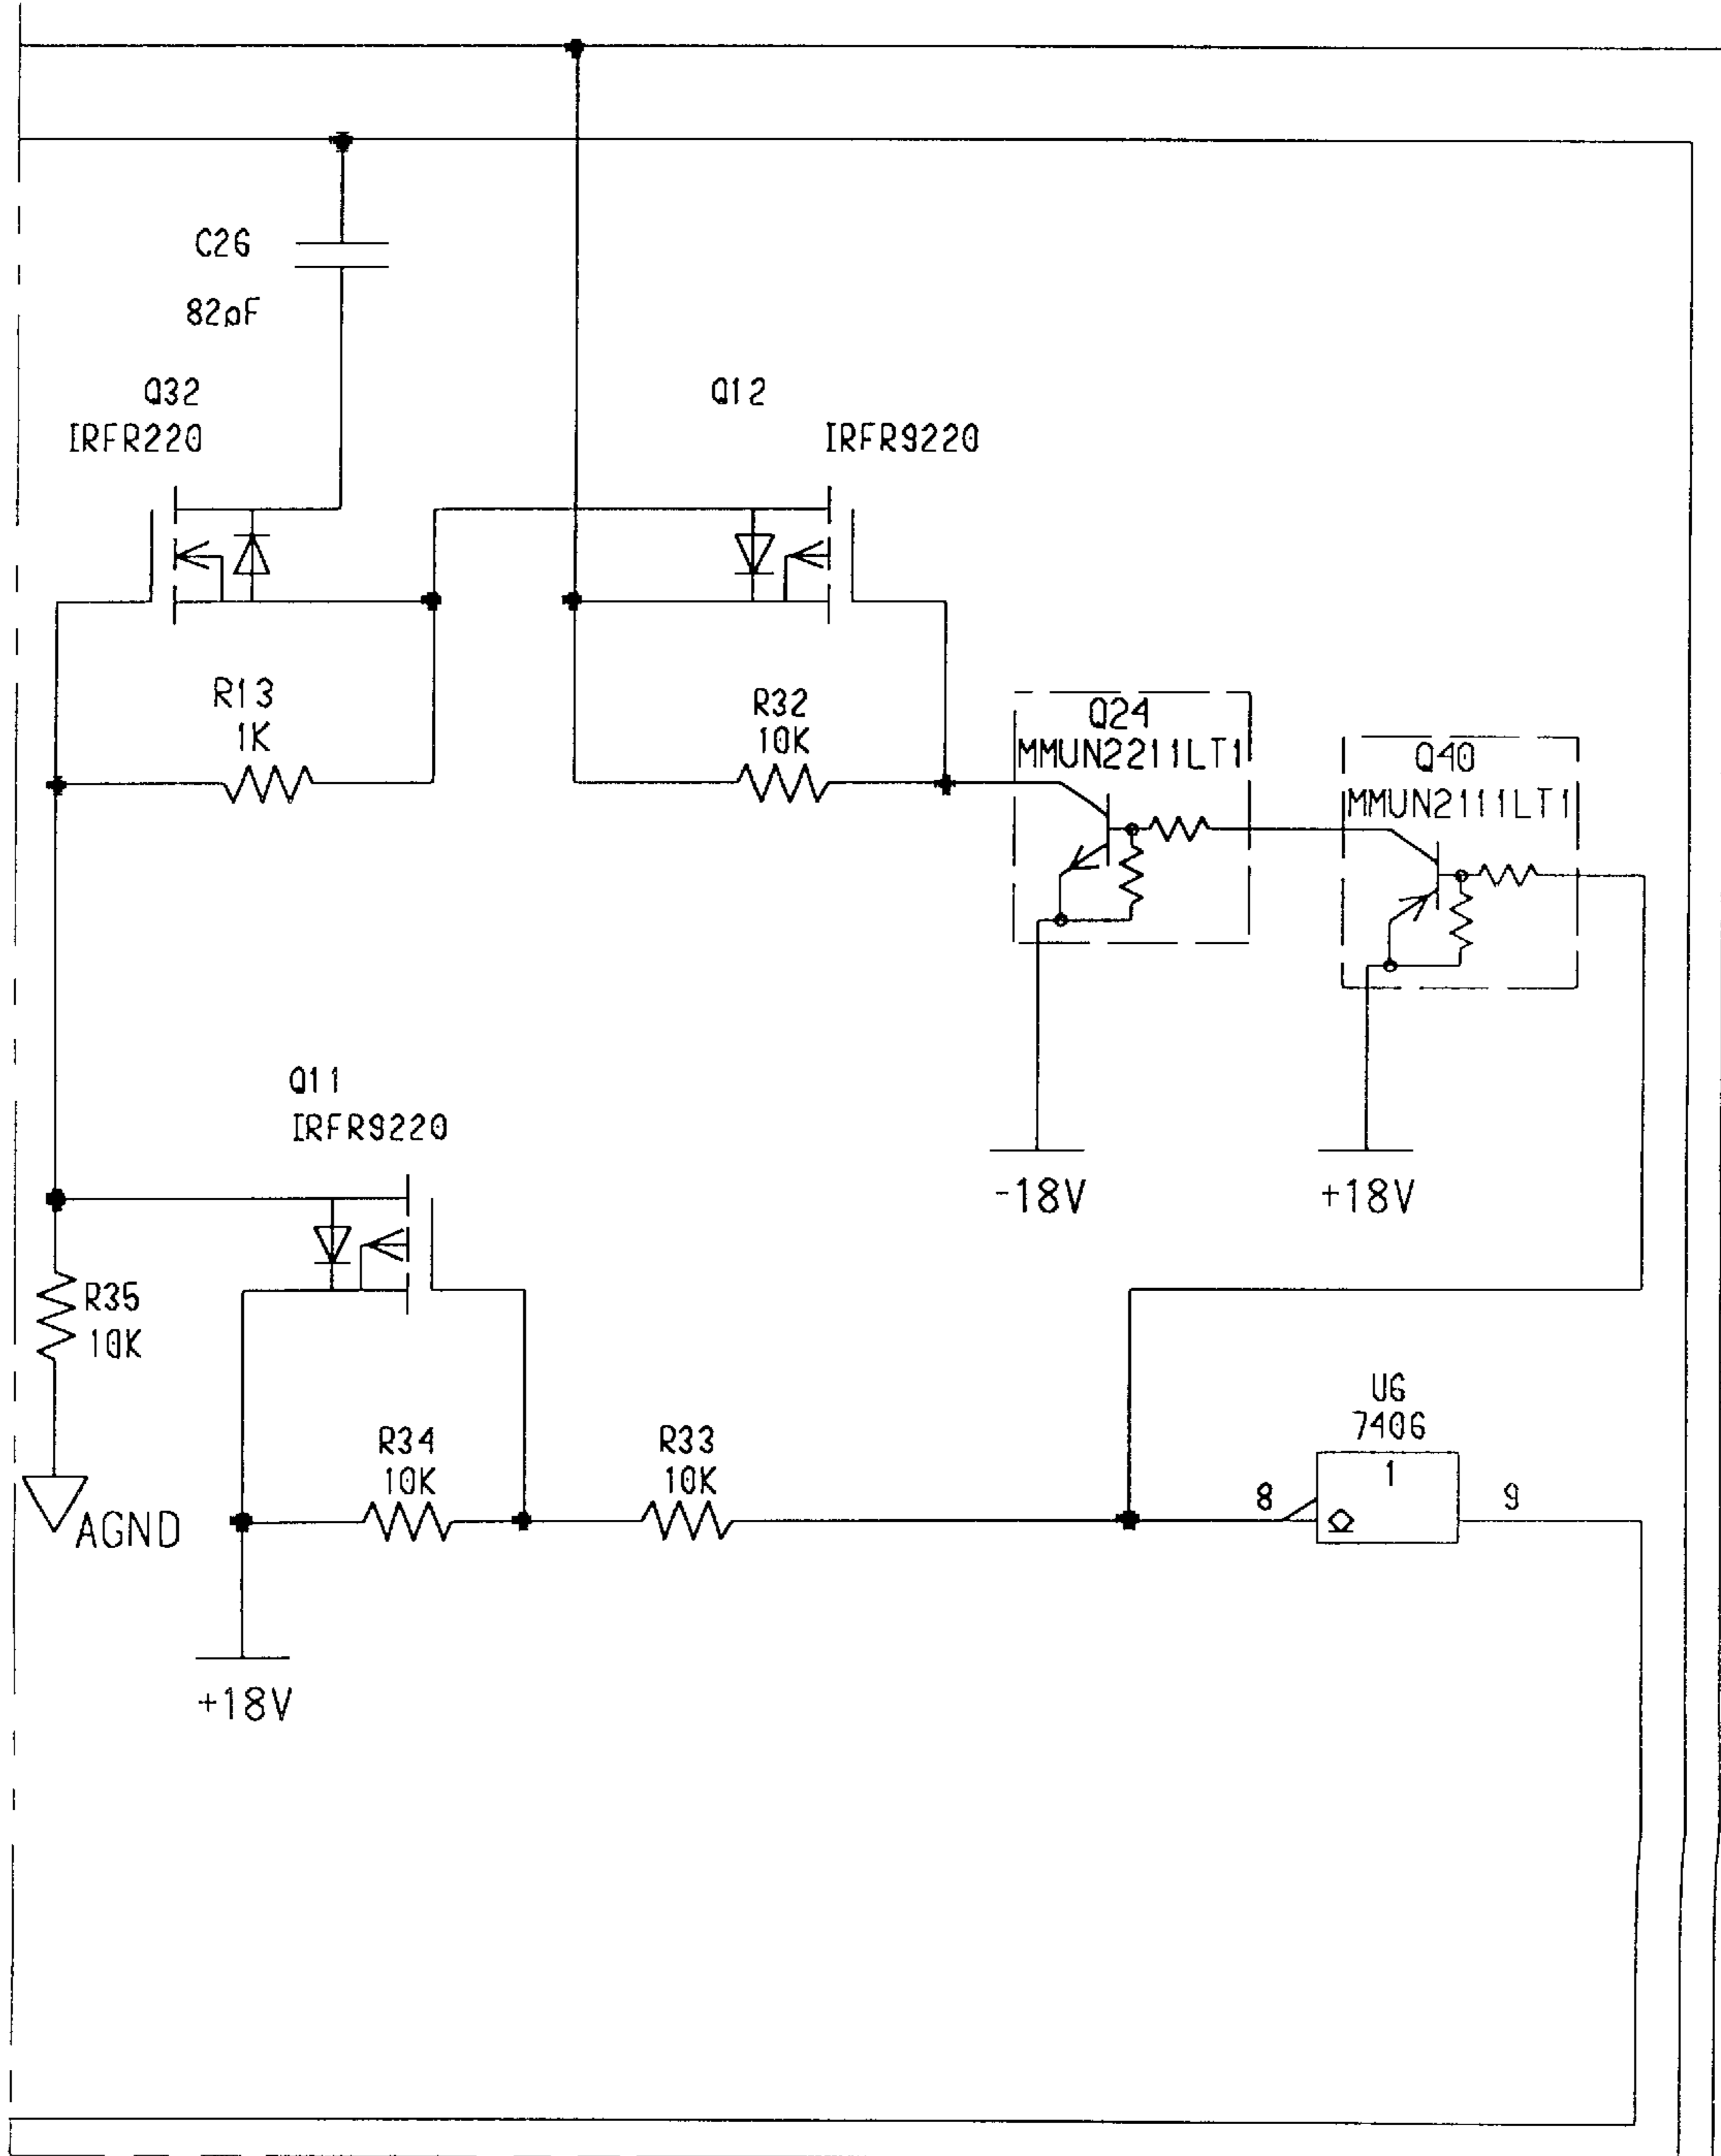 C26
82pF
Q32
IRFR220
Q12
IRFR9220
R13
1K
R32
10K
Q24
MMUN2211LT1
Q40
MMUN2111LT1
Q11
IRFR9220
-18V
+18V
R35
10K
AGND
R34
10K
R33
10K
U6
7406
1
8
9
+18V